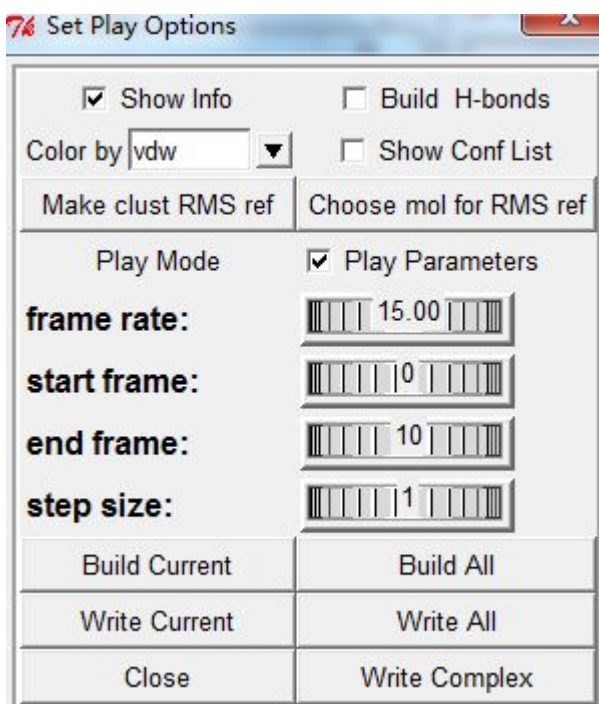 Set Play Options
Show Info Build H-bonds
Color by vdw Show Conf List
Make clust RMS ref Choose mol for RMS ref
Play Mode Play Parameters
frame rate: 15.00
start frame: 0
end frame: 10
step size: 1
Build Current Build All
Write Current Write All
Close Write Complex